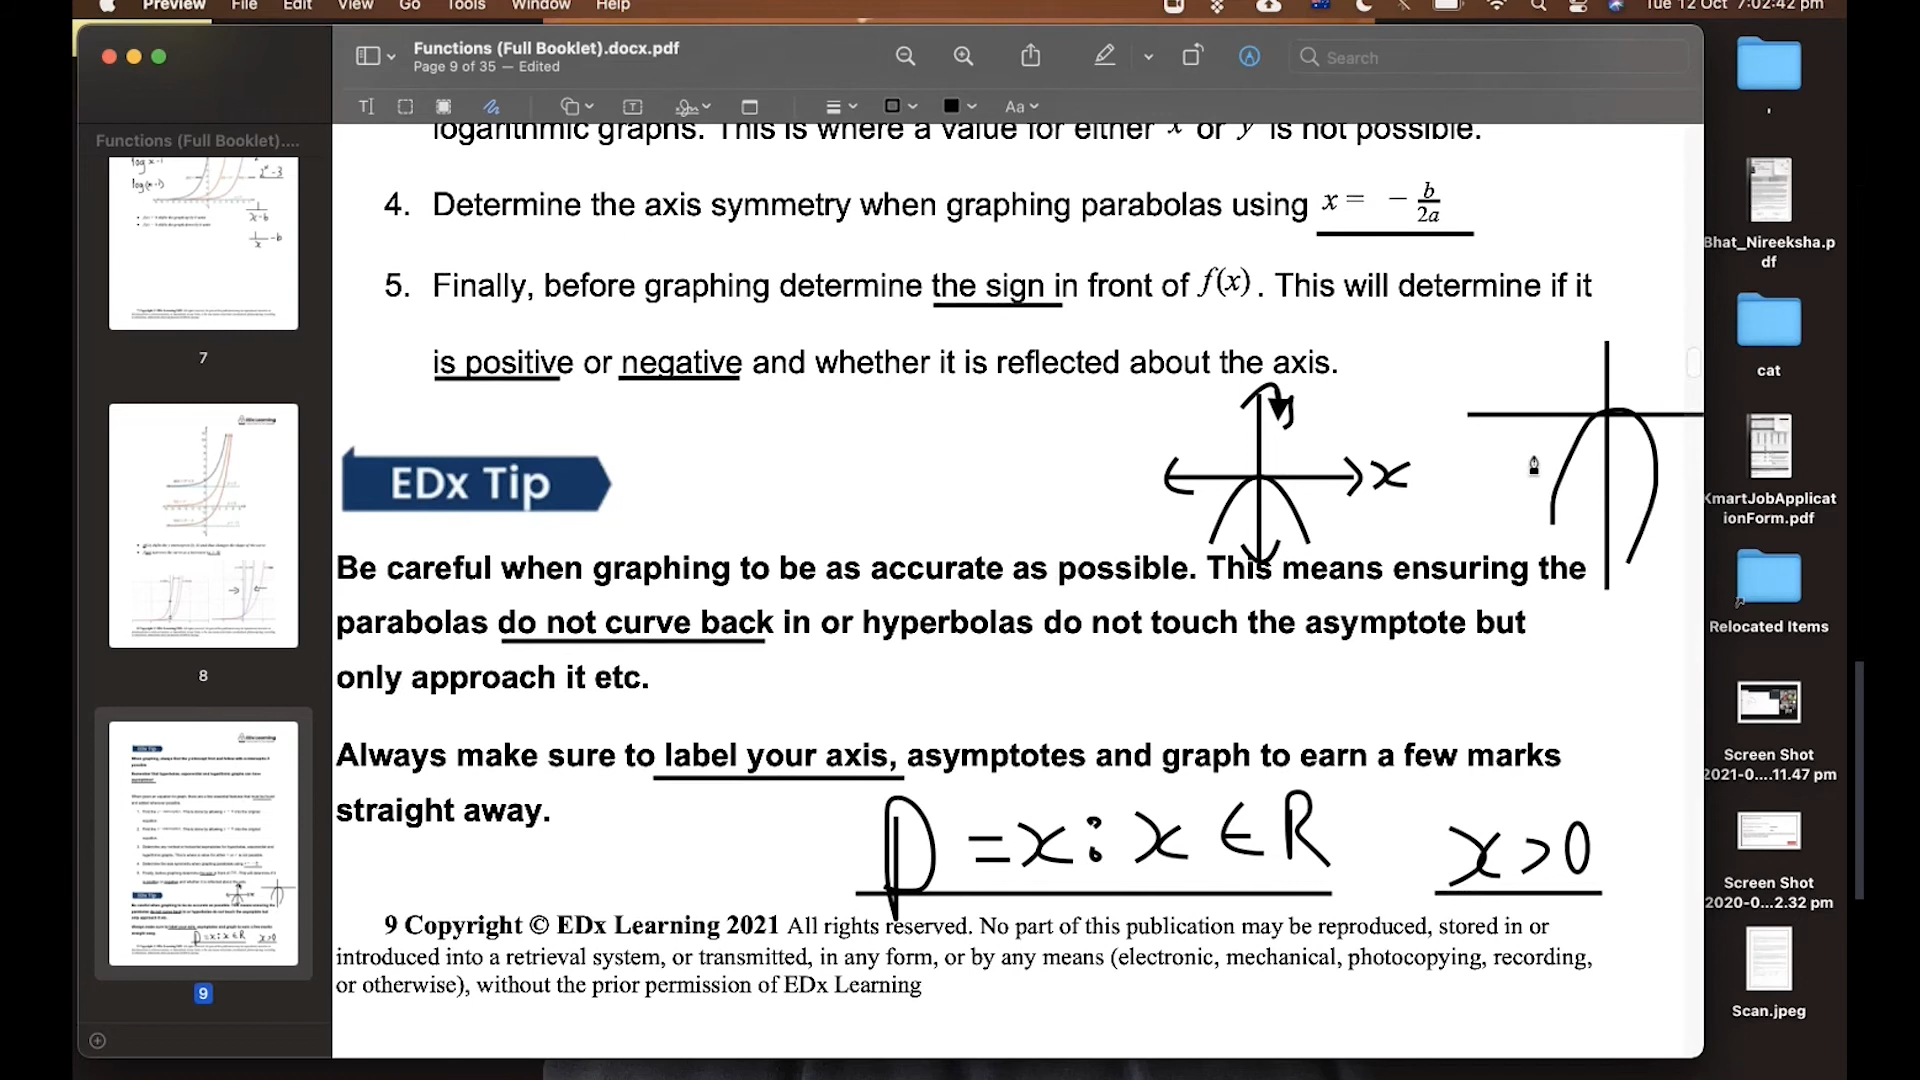 Preview File Edit View Go Tools Window Help Tue 12 Oct 7:02:42 pm
Functions (Full Booklet).docx.pdf
Page 9 of 35 — Edited
Search
Aa
Functions (Full Booklet)....
7
8
9
logarithmic graphs. This is where a value for either x or y is not possible.
4. Determine the axis symmetry when graphing parabolas using x = - b/2a
5. Finally, before graphing determine the sign in front of f(x). This will determine if it
is positive or negative and whether it is reflected about the axis.
y
x
EDx Tip
Be careful when graphing to be as accurate as possible. This means ensuring the
parabolas do not curve back in or hyperbolas do not touch the asymptote but
only approach it etc.
Always make sure to label your axis, asymptotes and graph to earn a few marks
straight away.
D = x : x ∈ R x > 0
9 Copyright © EDx Learning 2021 All rights reserved. No part of this publication may be reproduced, stored in or
introduced into a retrieval system, or transmitted, in any form, or by any means (electronic, mechanical, photocopying, recording,
or otherwise), without the prior permission of EDx Learning
Bhat_Nireeksha.p
df
cat
KmartJobApplicat
ionForm.pdf
Relocated Items
Screen Shot
2021-0....11.47 pm
Screen Shot
2020-0...2.32 pm
Scan.jpeg